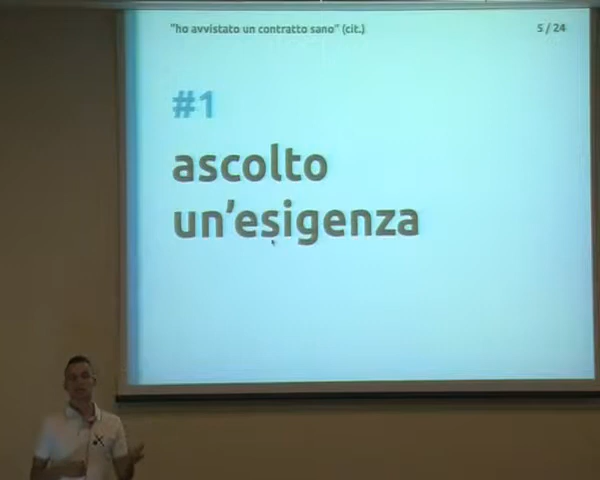 "ho avvistato un contratto sano" (cit.)
5 / 24
#1
ascolto
un'esigenza